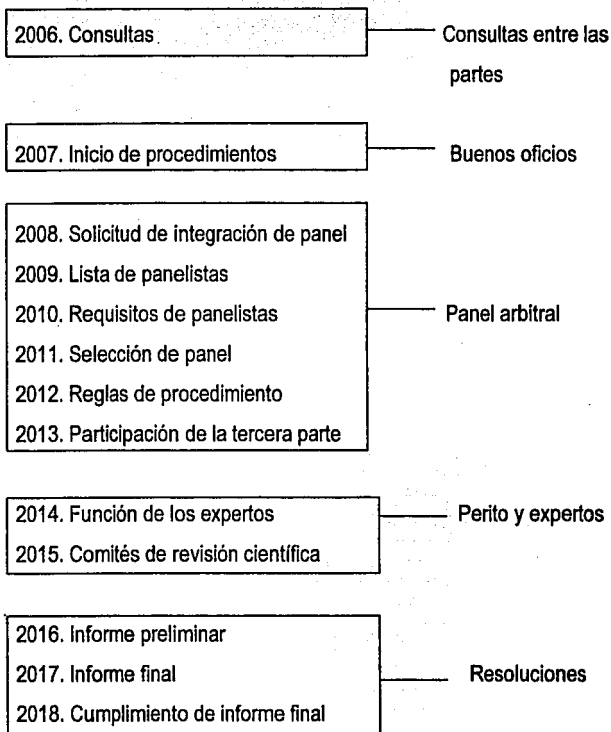 2006. Consultas
Consultas entre las
partes
2007. Inicio de procedimientos
Buenos oficios
2008. Solicitud de integración de panel
2009. Lista de panelistas
2010. Requisitos de panelistas
2011. Selección de panel
2012. Reglas de procedimiento
2013. Participación de la tercera parte
Panel arbitral
2014. Función de los expertos
2015. Comités de revisión científica
Perito y expertos
2016. Informe preliminar
2017. Informe final
2018. Cumplimiento de informe final
Resoluciones